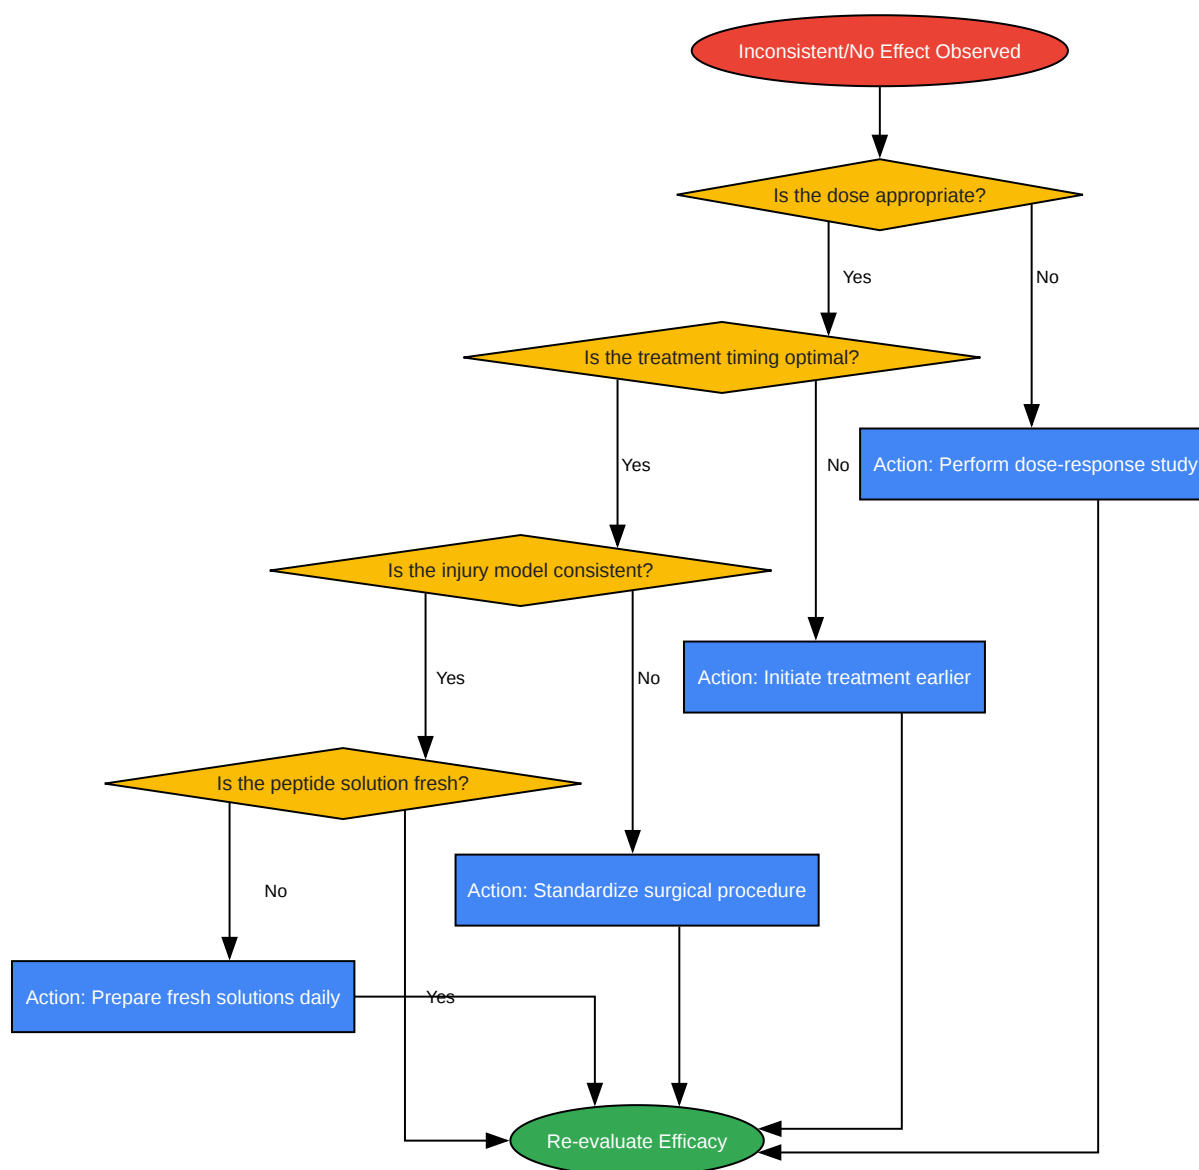 Inconsistent/No Effect Observed
Is the dose appropriate?
Yes
No
Is the treatment timing optimal?
Yes
No
Action: Perform dose-response study
Is the injury model consistent?
Yes
No
Action: Initiate treatment earlier
Is the peptide solution fresh?
No
Action: Standardize surgical procedure
Action: Prepare fresh solutions daily
Yes
Re-evaluate Efficacy